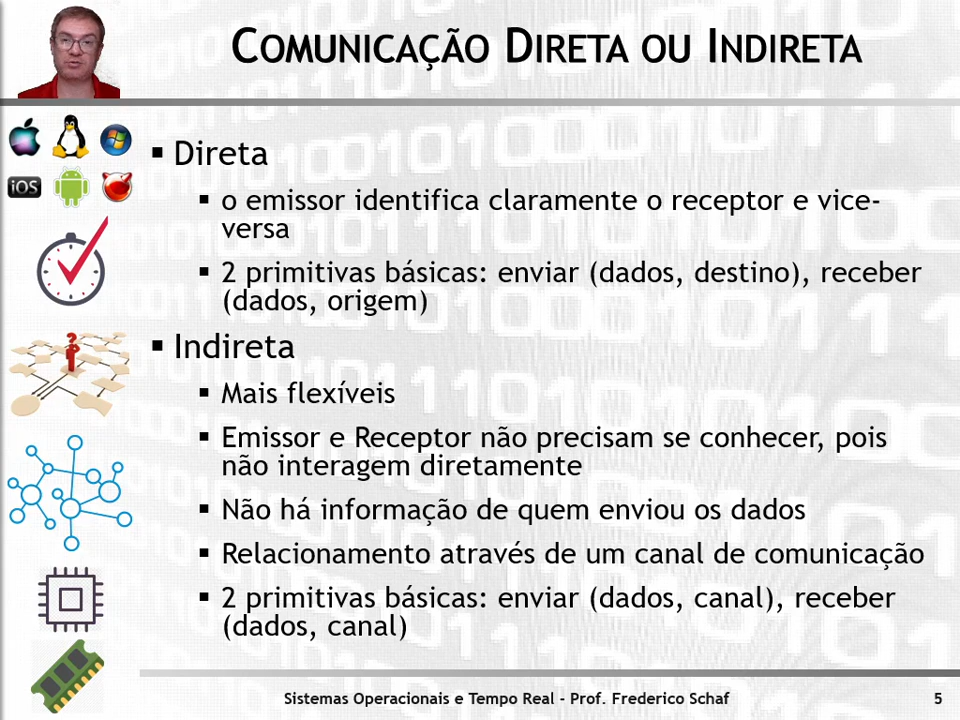 COMUNICAÇÃO DIRETA OU INDIRETA
iOS
Direta
o emissor identifica claramente o receptor e vice-
versa
2 primitivas básicas: enviar (dados, destino), receber
(dados, origem)
Indireta
Mais flexíveis
Emissor e Receptor não precisam se conhecer, pois
não interagem diretamente
Não há informação de quem enviou os dados
Relacionamento através de um canal de comunicação
2 primitivas básicas: enviar (dados, canal), receber
(dados, canal)
Sistemas Operacionais e Tempo Real - Prof. Frederico Schaf 5